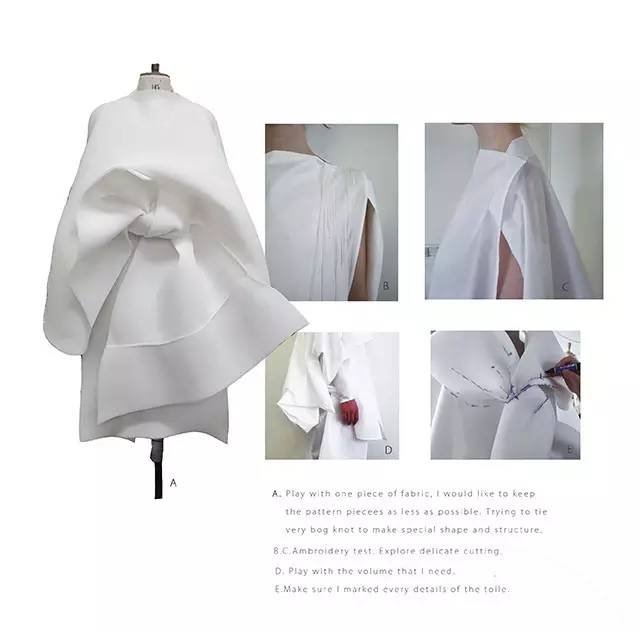 A
B
C
D
E
A. Play with one piece of fabric, I would like to keep
the pattern piecees as less as possible. Trying to tie
very bog knot to make special shape and structure.
B.C.Ambroidery test. Explore delicate cutting.
D. Play with the volume that I need.
E.Make sure I marked every details of the toile.